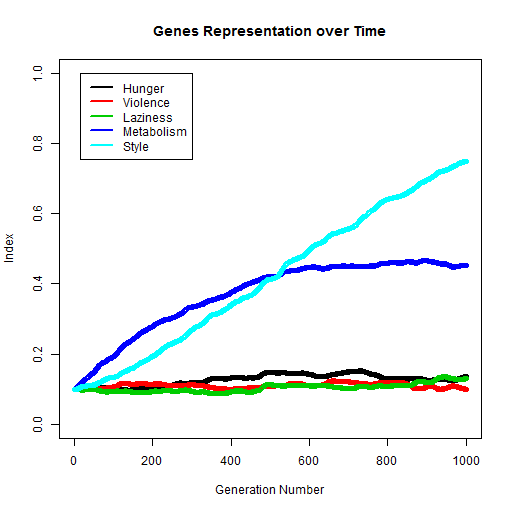 Genes Representation over Time
1.0
0.8
0.6
0.4
0.2
0.0
Index
Hunger
Violence
Laziness
Metabolism
Style
0 200 400 600 800 1000
Generation Number